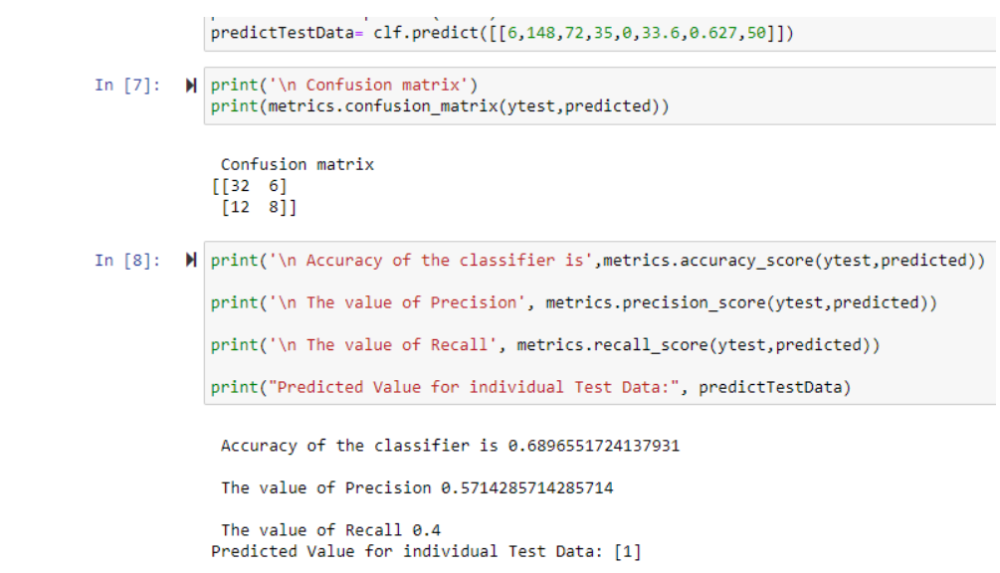 predictTestData= clf.predict([[6,148,72,35,0,33.6,0.627,50]])
In [7]: print('\n Confusion matrix')
print(metrics.confusion_matrix(ytest,predicted))
Confusion matrix
[[32  6]
 [12  8]]
In [8]: print('\n Accuracy of the classifier is',metrics.accuracy_score(ytest,predicted))
print('\n The value of Precision', metrics.precision_score(ytest,predicted))
print('\n The value of Recall', metrics.recall_score(ytest,predicted))
print("Predicted Value for individual Test Data:", predictTestData)
Accuracy of the classifier is 0.6896551724137931
The value of Precision 0.5714285714285714
The value of Recall 0.4
Predicted Value for individual Test Data: [1]